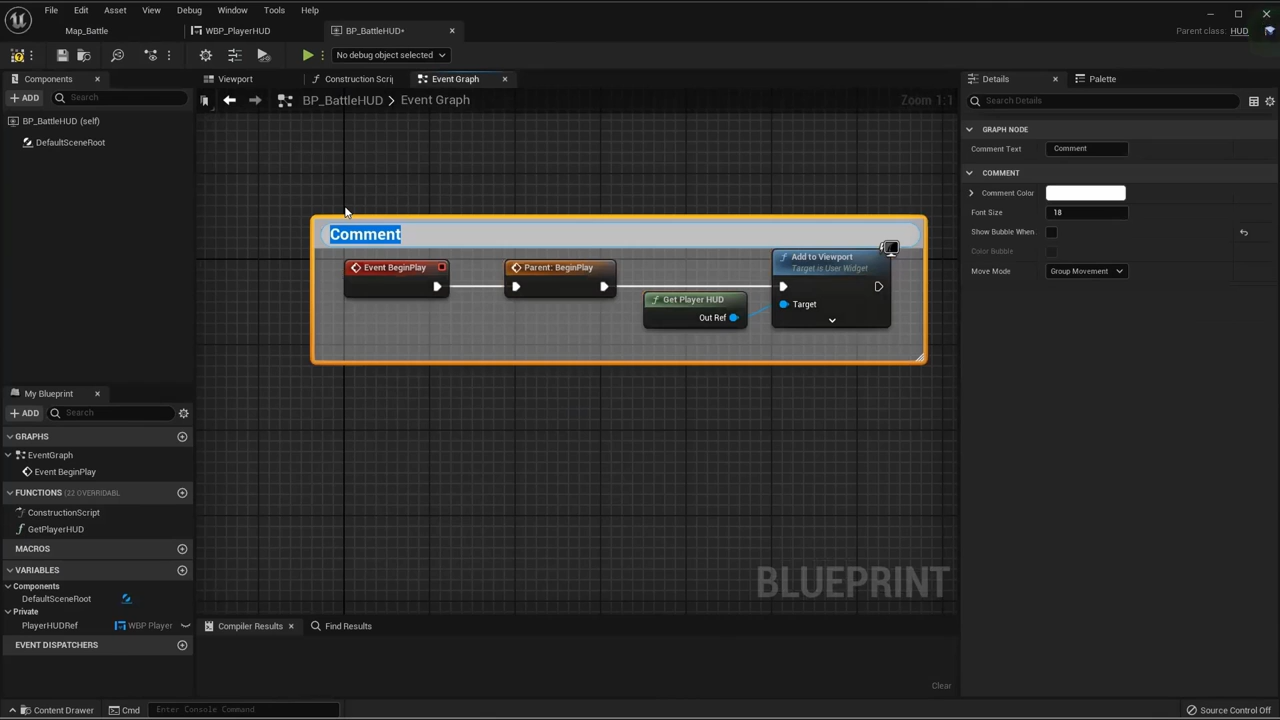 File Edit Asset View Debug Window Tools Help
Map_Battle WBP_PlayerHUD BP_BattleHUD* Parent class: HUD
No debug object selected
Components
ADD Search
BP_BattleHUD (self)
DefaultSceneRoot
Viewport Construction Scrip Event Graph
BP_BattleHUD > Event Graph Zoom 1:1
Comment
Event BeginPlay
Parent: BeginPlay
Get Player HUD
Out Ref
Add to Viewport
Target is User Widget
Target
BLUEPRINT
Details Palette
Search Details
GRAPH NODE
Comment Text Comment
COMMENT
Comment Color
Font Size 18
Show Bubble When
Color Bubble
Move Mode Group Movement
My Blueprint
ADD Search
GRAPHS
EventGraph
Event BeginPlay
FUNCTIONS (22 OVERRIDABL
ConstructionScript
GetPlayerHUD
MACROS
VARIABLES
Components
DefaultSceneRoot
Private
PlayerHUDRef WBP Player
EVENT DISPATCHERS
Compiler Results Find Results
Clear
Content Drawer Cmd Enter Console Command Source Control Off